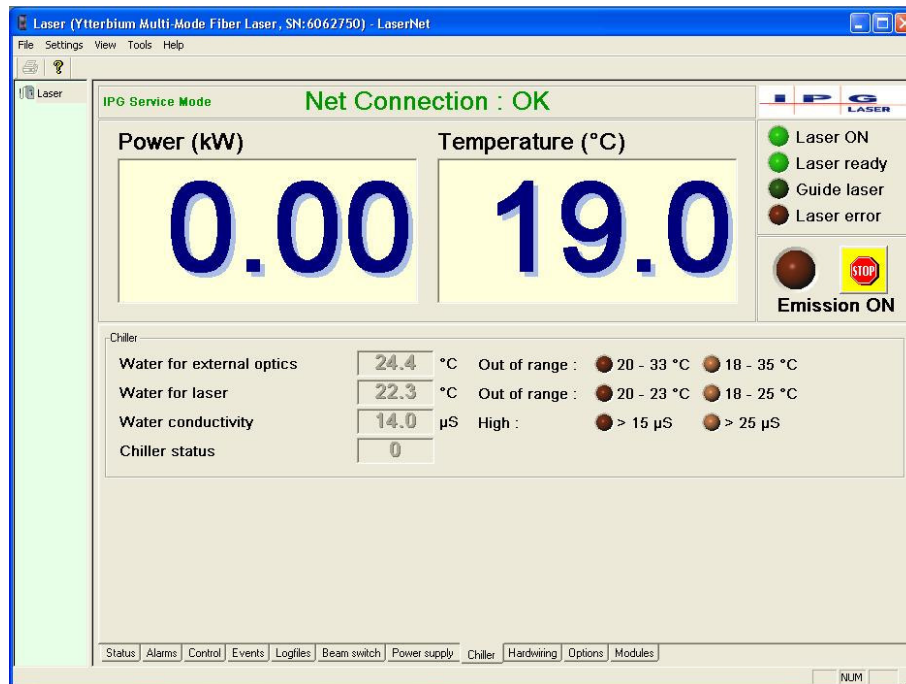 Laser (Ytterbium Multi-Mode Fiber Laser, SN:6062750) - LaserNet
File Settings View Tools Help
Laser
IPG Service Mode Net Connection : OK
IPG
LASER
Power (kW) Temperature (°C)
0.00 19.0
Laser ON
Laser ready
Guide laser
Laser error
STOP
Emission ON
Chiller
Water for external optics 24.4 °C Out of range : 20 - 33 °C 18 - 35 °C
Water for laser 22.3 °C Out of range : 20 - 23 °C 18 - 25 °C
Water conductivity 14.0 µS High : > 15 µS > 25 µS
Chiller status 0
Status Alarms Control Events Logfiles Beam switch Power supply Chiller Hardwiring Options Modules
NUM